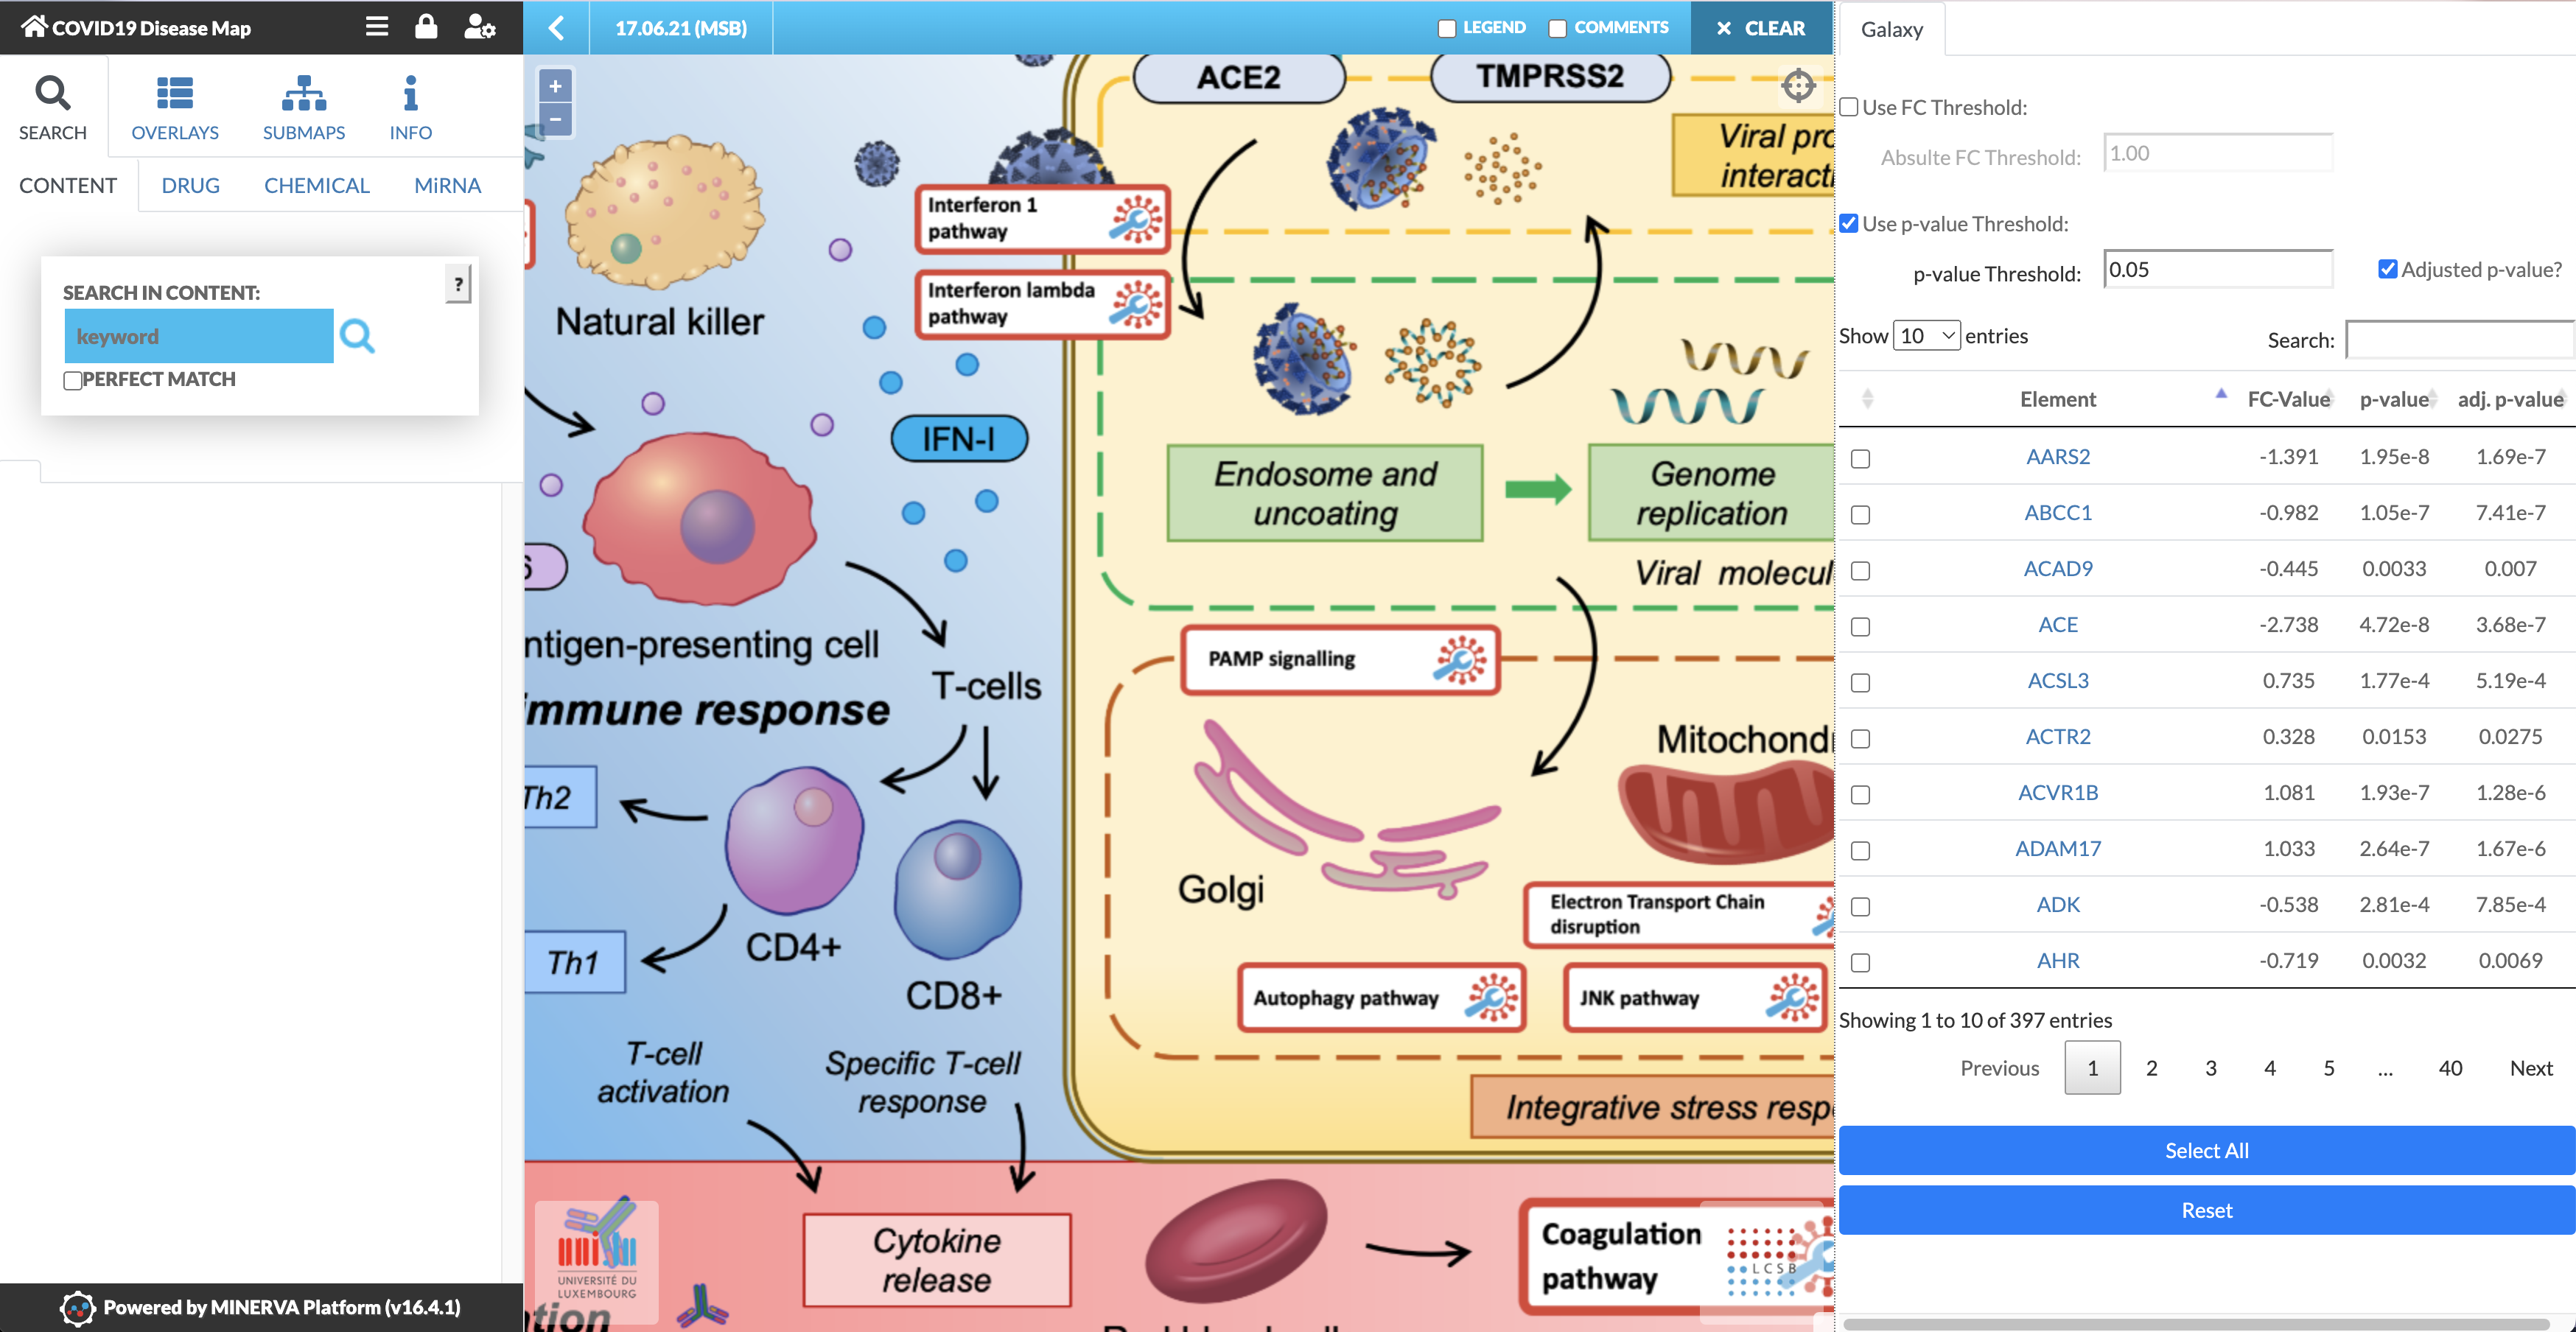 COVID19 Disease Map
SEARCH
OVERLAYS
SUBMAPS
INFO
CONTENT
DRUG
CHEMICAL
MiRNA
SEARCH IN CONTENT:
?
keyword
PERFECT MATCH
Powered by MINERVA Platform (v16.4.1)
17.06.21 (MSB)
LEGEND
COMMENTS
× CLEAR
+
−
ACE2
TMPRSS2
Viral pro
interacti
Interferon 1
pathway
Interferon lambda
pathway
Natural killer
IFN-I
Endosome and
uncoating
Genome
replication
Viral molecul
ntigen-presenting cell
T-cells
immune response
PAMP signalling
Mitochond
Th2
Golgi
Electron Transport Chain
disruption
CD4+
Th1
CD8+
Autophagy pathway
JNK pathway
T-cell
activation
Specific T-cell
response
Integrative stress resp
Cytokine
release
Coagulation
pathway
UNIVERSITÉ DU
LUXEMBOURG
LCSB
tion
Galaxy
Use FC Threshold:
Absulte FC Threshold: 1.00
Use p-value Threshold:
p-value Threshold: 0.05 Adjusted p-value?
Show 10 entries Search:
Element FC-Value p-value adj. p-value
AARS2 -1.391 1.95e-8 1.69e-7
ABCC1 -0.982 1.05e-7 7.41e-7
ACAD9 -0.445 0.0033 0.007
ACE -2.738 4.72e-8 3.68e-7
ACSL3 0.735 1.77e-4 5.19e-4
ACTR2 0.328 0.0153 0.0275
ACVR1B 1.081 1.93e-7 1.28e-6
ADAM17 1.033 2.64e-7 1.67e-6
ADK -0.538 2.81e-4 7.85e-4
AHR -0.719 0.0032 0.0069
Showing 1 to 10 of 397 entries
Previous 1 2 3 4 5 ... 40 Next
Select All
Reset